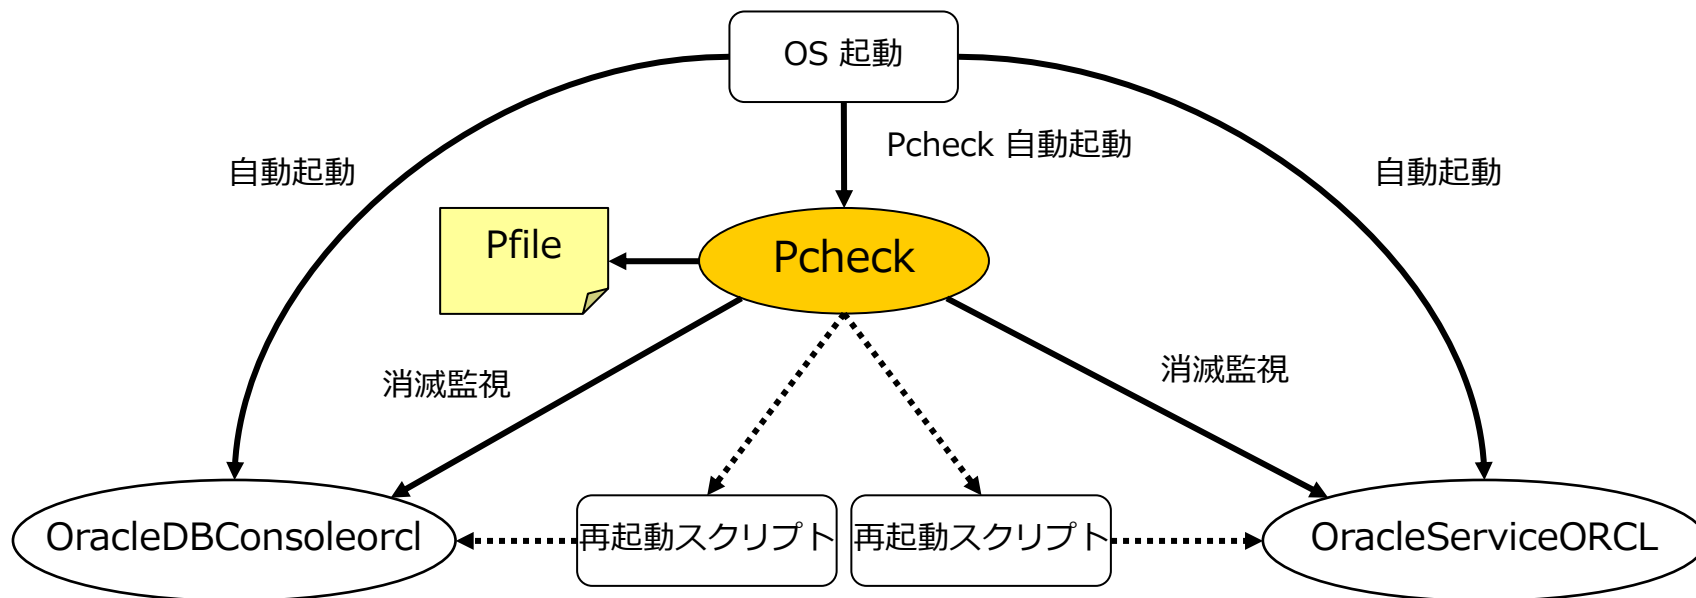 OS 起動
Pcheck 自動起動
自動起動
自動起動
Pfile
Pcheck
消滅監視
消滅監視
OracleDBConsoleorcl
再起動スクリプト
再起動スクリプト
OracleServiceORCL